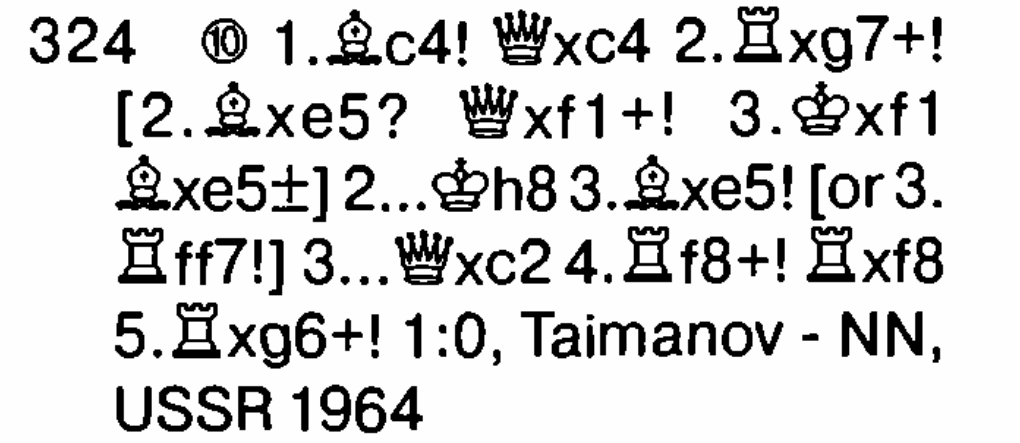 324 ⑩ 1.♗c4! ♕xc4 2.♖xg7+!
[2.♗xe5? ♕xf1+! 3.♔xf1
♗xe5±] 2...♔h8 3.♗xe5! [or 3.
♖ff7!] 3...♕xc2 4.♖f8+! ♖xf8
5.♖xg6+! 1:0, Taimanov - NN,
USSR 1964